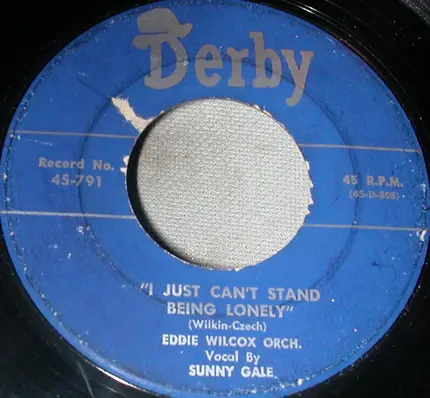 Derby
Record No.
45-791
45 R.P.M.
(45-D-808)
"I JUST CAN'T STAND
BEING LONELY"
(Wilkin-Czech)
EDDIE WILCOX ORCH.
Vocal By
SUNNY GALE